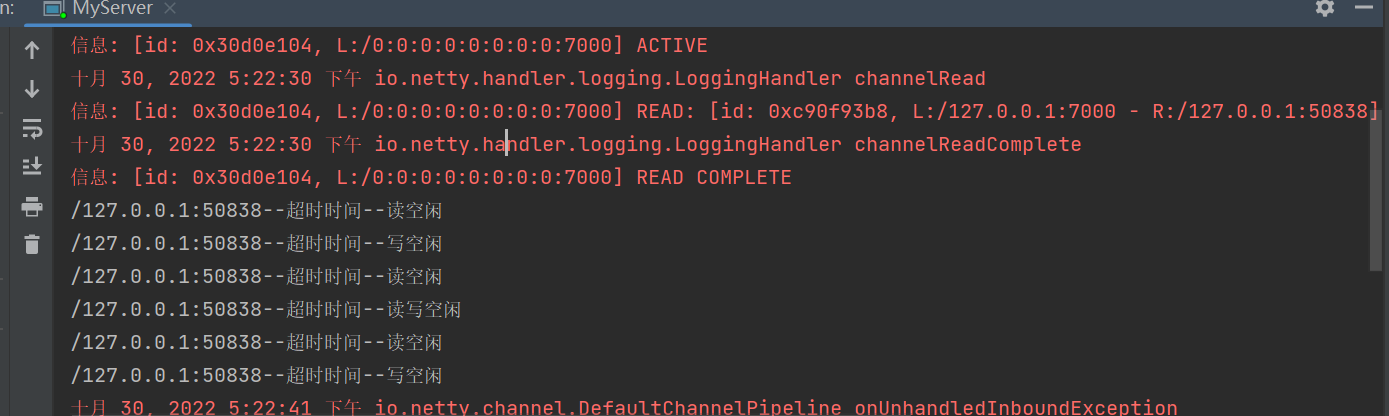 n: MyServer ×
信息: [id: 0x30d0e104, L:/0:0:0:0:0:0:0:0:7000] ACTIVE
十月 30, 2022 5:22:30 下午 io.netty.handler.logging.LoggingHandler channelRead
信息: [id: 0x30d0e104, L:/0:0:0:0:0:0:0:0:7000] READ: [id: 0xc90f93b8, L:/127.0.0.1:7000 - R:/127.0.0.1:50838]
十月 30, 2022 5:22:30 下午 io.netty.handler.logging.LoggingHandler channelReadComplete
信息: [id: 0x30d0e104, L:/0:0:0:0:0:0:0:0:7000] READ COMPLETE
/127.0.0.1:50838--超时时间--读空闲
/127.0.0.1:50838--超时时间--写空闲
/127.0.0.1:50838--超时时间--读空闲
/127.0.0.1:50838--超时时间--读写空闲
/127.0.0.1:50838--超时时间--读空闲
/127.0.0.1:50838--超时时间--写空闲
十月 30, 2022 5:22:41 下午 io.netty.channel.DefaultChannelPipeline onUnhandledInboundException